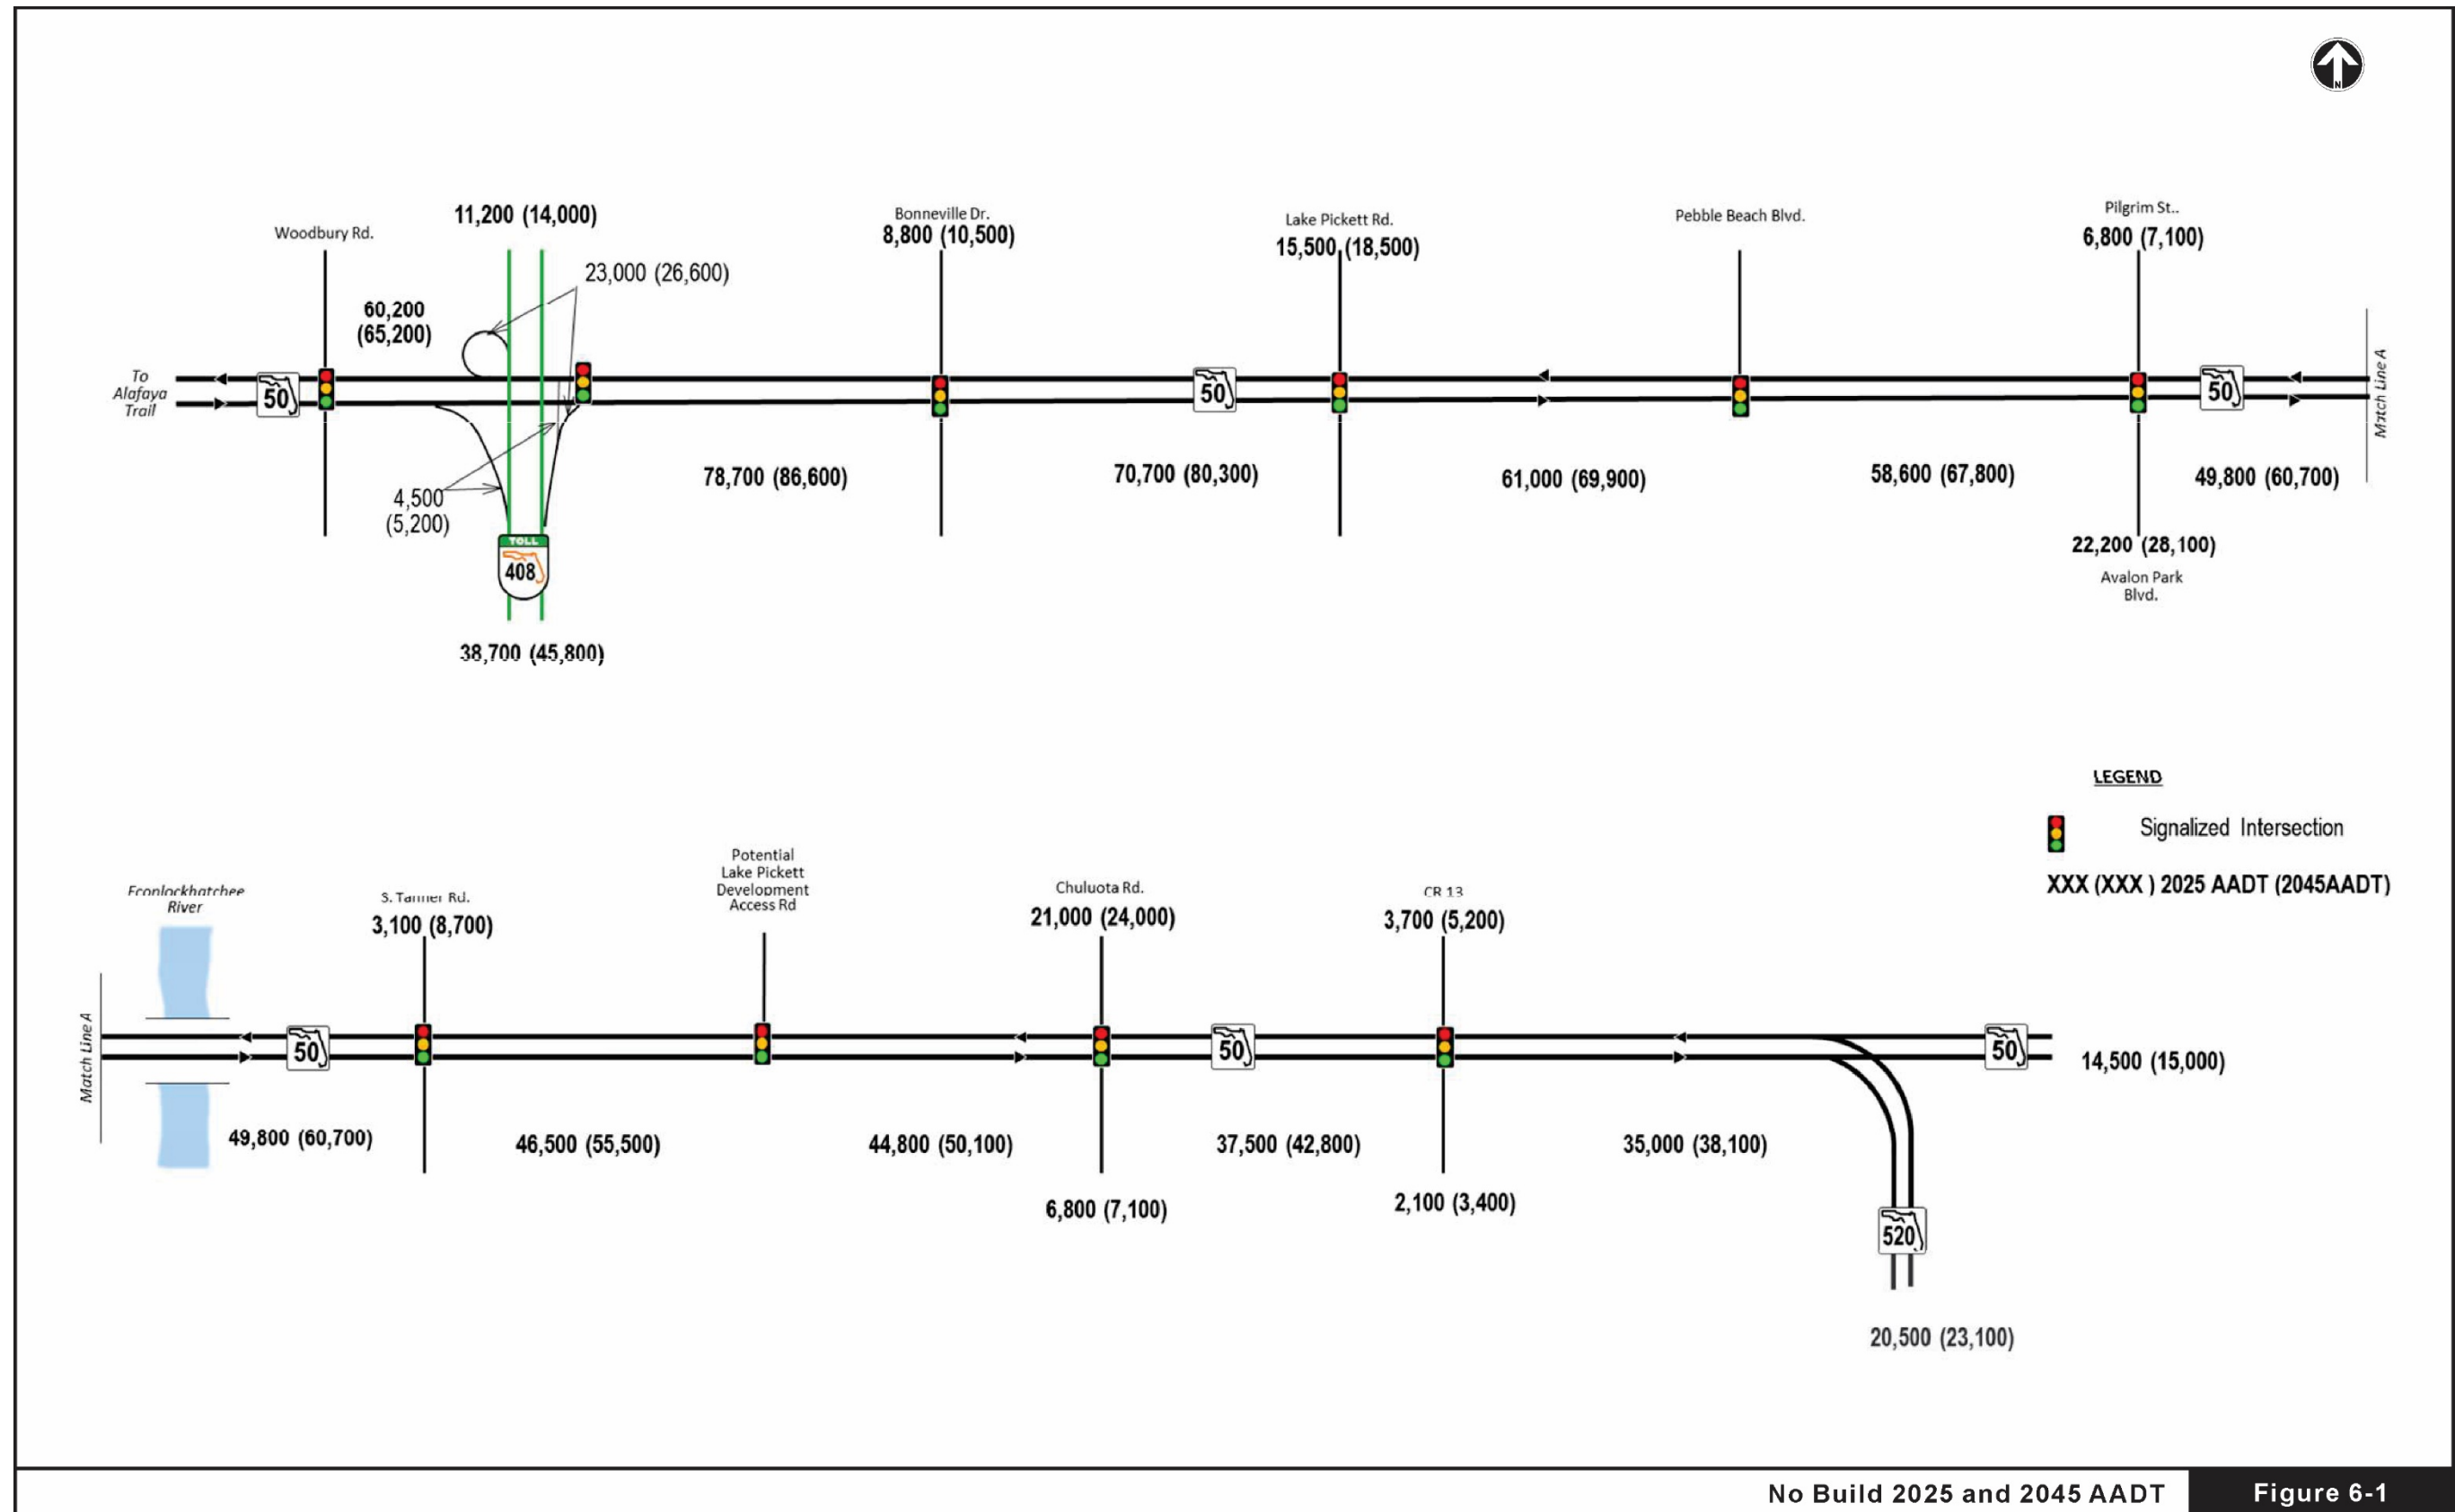 N
11,200 (14,000)
Woodbury Rd.
Bonneville Dr.
8,800 (10,500)
Lake Pickett Rd.
15,500 (18,500)
Pebble Beach Blvd.
Pilgrim St..
6,800 (7,100)
23,000 (26,600)
60,200
(65,200)
To
Alafaya
Trail
50
50
50
Match Line A
4,500
(5,200)
78,700 (86,600)
70,700 (80,300)
61,000 (69,900)
58,600 (67,800)
49,800 (60,700)
TOLL
408
22,200 (28,100)
Avalon Park
Blvd.
38,700 (45,800)
LEGEND
Signalized Intersection
XXX (XXX ) 2025 AADT (2045AADT)
Econlockhatchee
River
S. Tanner Rd.
3,100 (8,700)
Potential
Lake Pickett
Development
Access Rd
Chuluota Rd.
21,000 (24,000)
CR 13
3,700 (5,200)
Match Line A
50
50
50
14,500 (15,000)
49,800 (60,700)
46,500 (55,500)
44,800 (50,100)
37,500 (42,800)
35,000 (38,100)
6,800 (7,100)
2,100 (3,400)
520
20,500 (23,100)
No Build 2025 and 2045 AADT
Figure 6-1